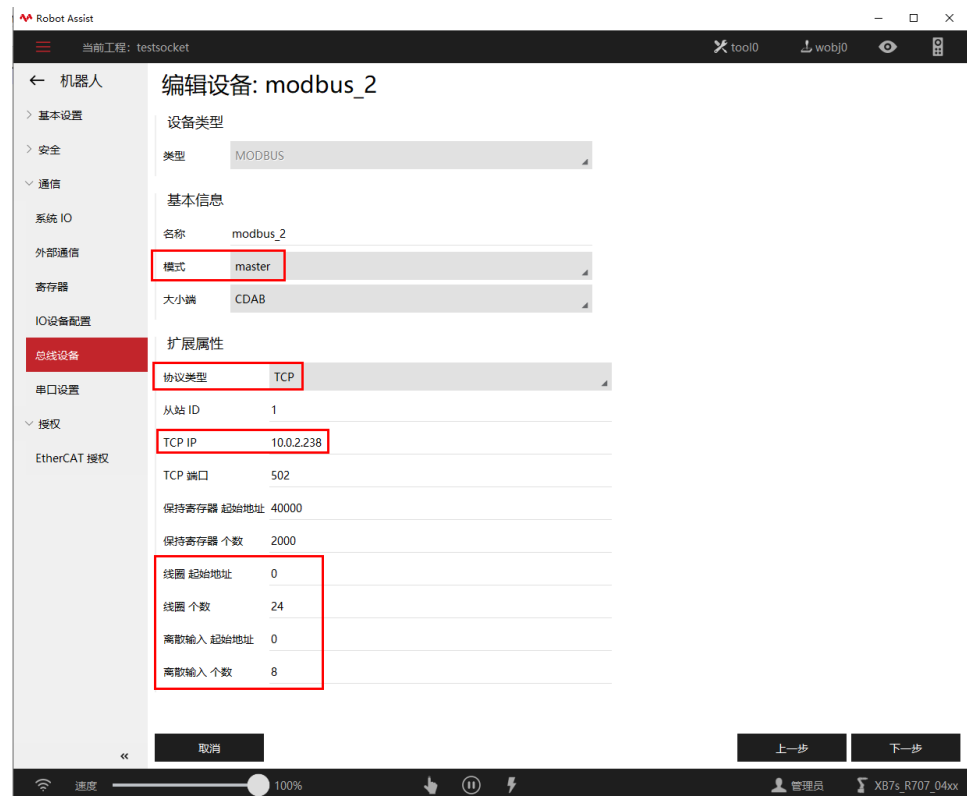 Robot Assist
当前工程: testsocket
tool0
wobj0
机器人
基本设置
安全
通信
系统 IO
外部通信
寄存器
IO设备配置
总线设备
串口设置
授权
EtherCAT 授权
编辑设备: modbus_2
设备类型
类型 MODBUS
基本信息
名称 modbus_2
模式 master
大小端 CDAB
扩展属性
协议类型 TCP
从站 ID 1
TCP IP 10.0.2.238
TCP 端口 502
保持寄存器 起始地址 40000
保持寄存器 个数 2000
线圈 起始地址 0
线圈 个数 24
离散输入 起始地址 0
离散输入 个数 8
取消
上一步
下一步
速度
100%
管理员
XB7s_R707_04xx